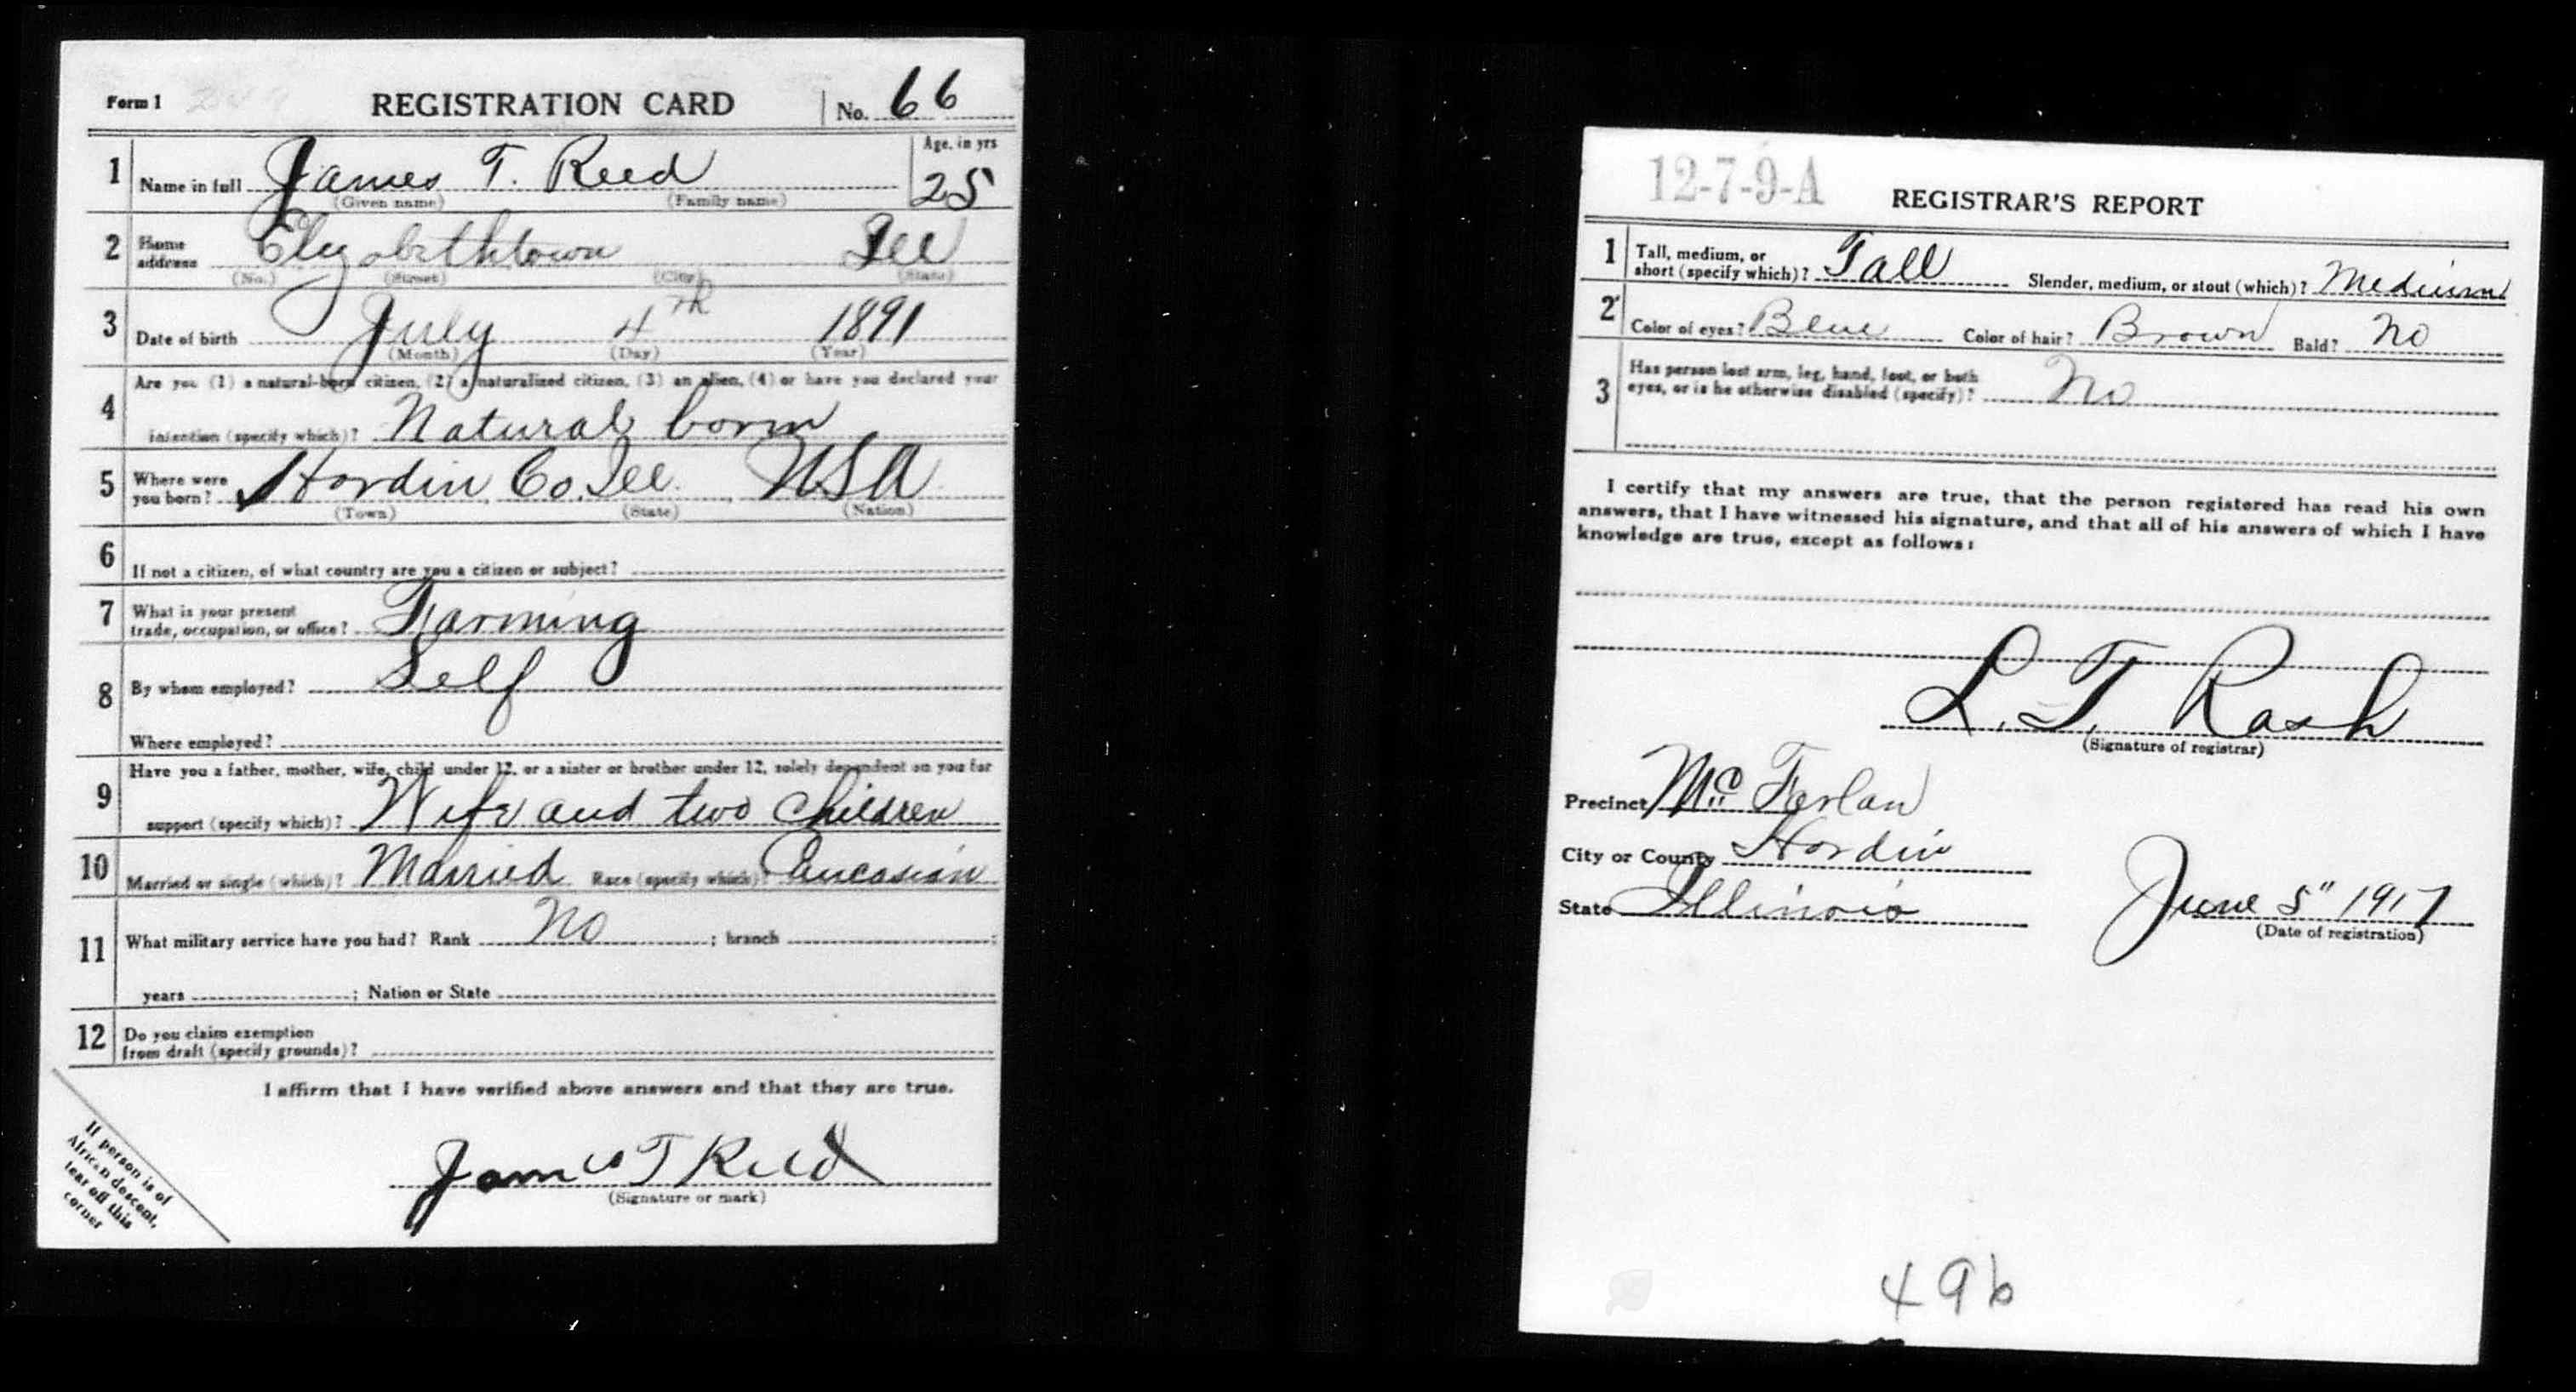 Form 1 REGISTRATION CARD No. 66
1 Name in full James T. Reed Age, in yrs 25
(Given name) (Family name)
2 Home address Elizabethtown Ill
(No.) (Street) (City) (State)
3 Date of birth July 4th 1891
(Month) (Day) (Year)
Are you (1) a natural-born citizen, (2) a naturalized citizen, (3) an alien, (4) or have you declared your
4 intention (specify which)? Natural born
5 Where were you born? Hardin Co. Ill. USA
(Town) (State) (Nation)
6 If not a citizen, of what country are you a citizen or subject?
7 What is your present trade, occupation, or office? Farming
8 By whom employed? Self
Where employed?
Have you a father, mother, wife, child under 12, or a sister or brother under 12, solely dependent on you for
9 support (specify which)? Wife and two children
10 Married or single (which)? Married Race (specify which)? Caucasian
11 What military service have you had? Rank No ; branch ;
years ; Nation or State
12 Do you claim exemption
from draft (specify grounds)?
I affirm that I have verified above answers and that they are true.
James T Reed
(Signature or mark)
If person is of
African descent,
tear off this
corner
12-7-9-A REGISTRAR'S REPORT
1 Tall, medium, or
short (specify which)? Tall Slender, medium, or stout (which)? Medium
2 Color of eyes? Blue Color of hair? Brown Bald? No
3 Has person lost arm, leg, hand, foot, or both
eyes, or is he otherwise disabled (specify)? No
I certify that my answers are true, that the person registered has read his own
answers, that I have witnessed his signature, and that all of his answers of which I have
knowledge are true, except as follows:
L. T. Rash
(Signature of registrar)
Precinct McFarlan
City or County Hardin
State Illinois June 5" 1917
(Date of registration)
496